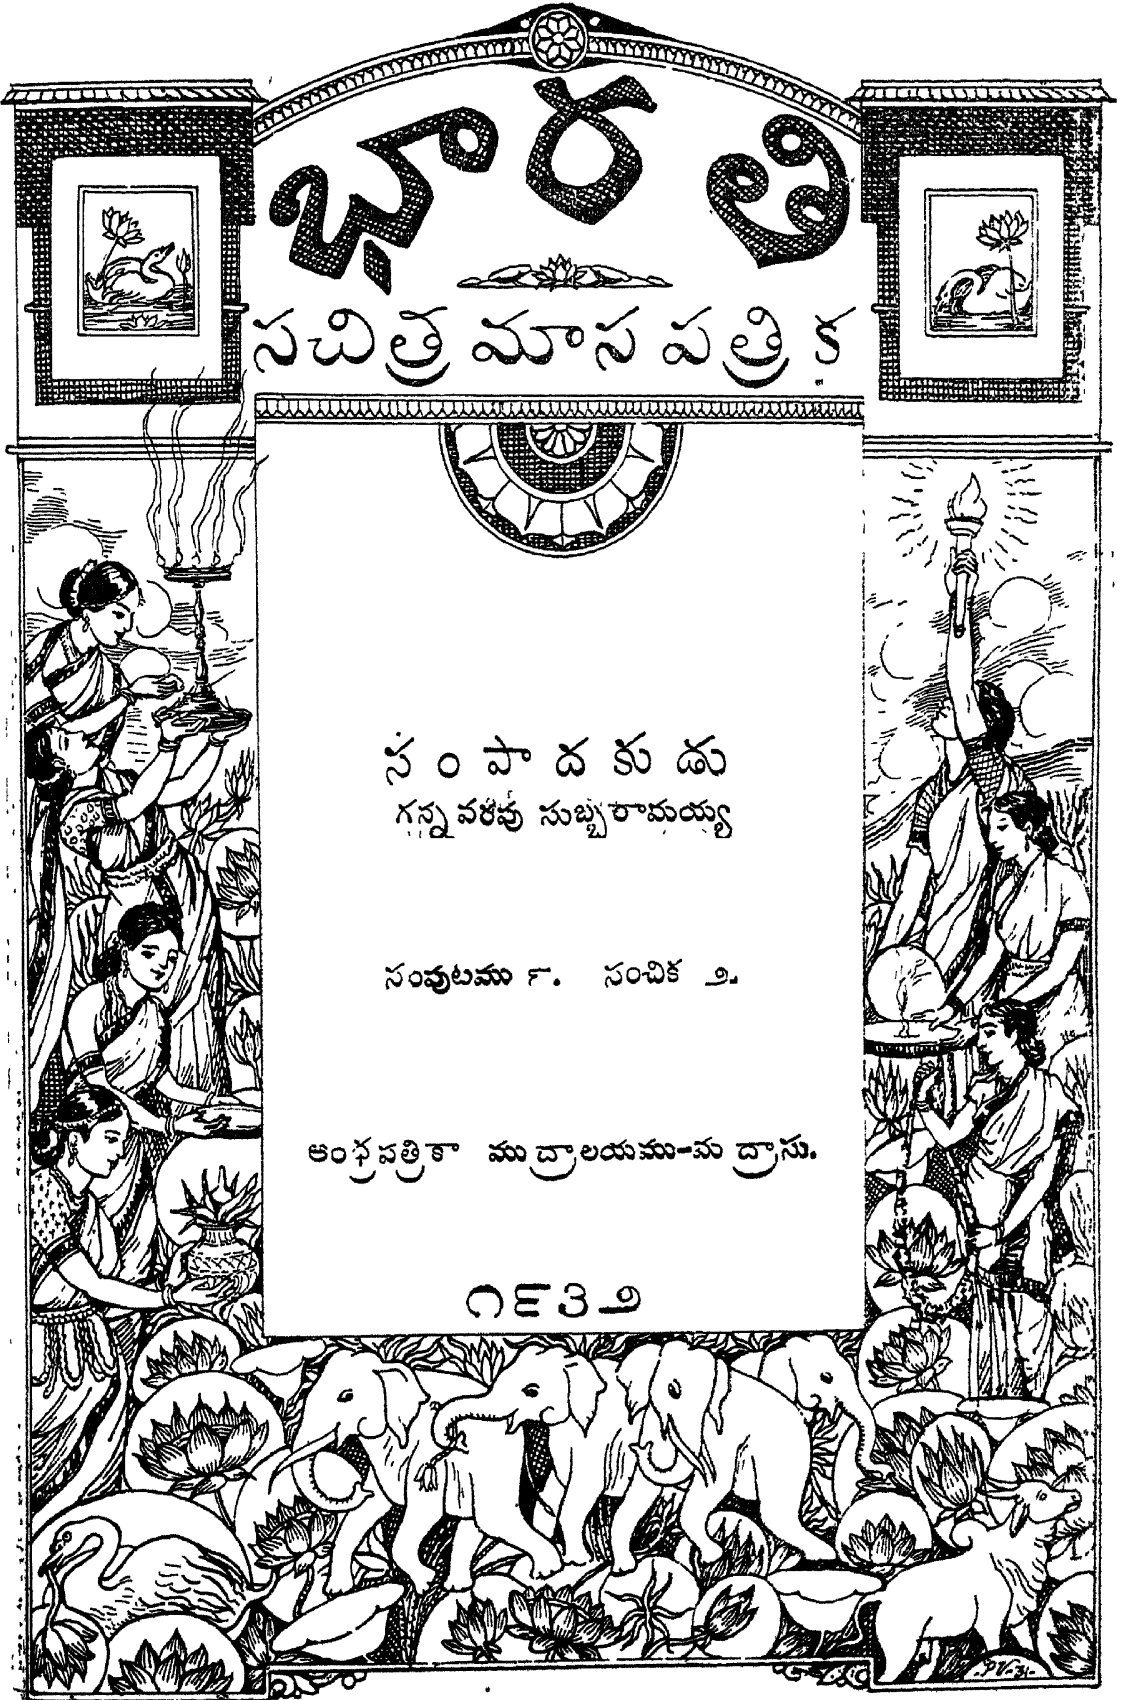 భారతి
సచిత్ర మాస పత్రిక
సంపాదకుడు
గన్నవరపు సుబ్బరామయ్య
సంపుటము ౯. సంచిక ౨.
ఆంధ్రపత్రికా ముద్రాలయము-మద్రాసు.
౧౯౩౨